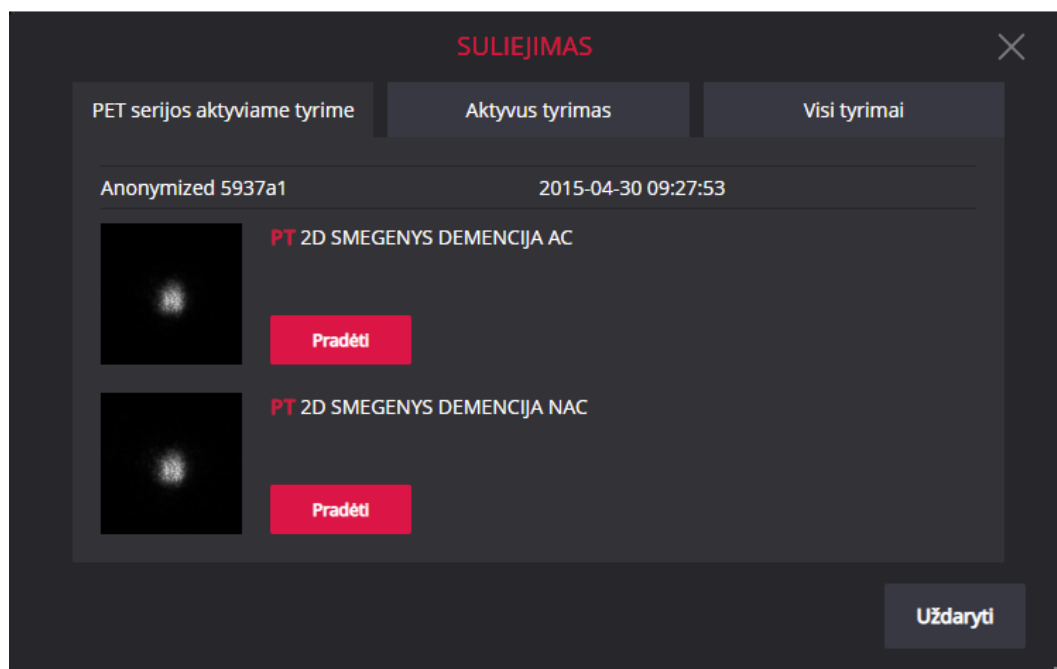 SULIEJIMAS
PET serijos aktyviame tyrime
Aktyvus tyrimas
Visi tyrimai
Anonymized 5937a1
2015-04-30 09:27:53
PT 2D SMEGENYS DEMENCIJA AC
Pradėti
PT 2D SMEGENYS DEMENCIJA NAC
Pradėti
Uždaryti